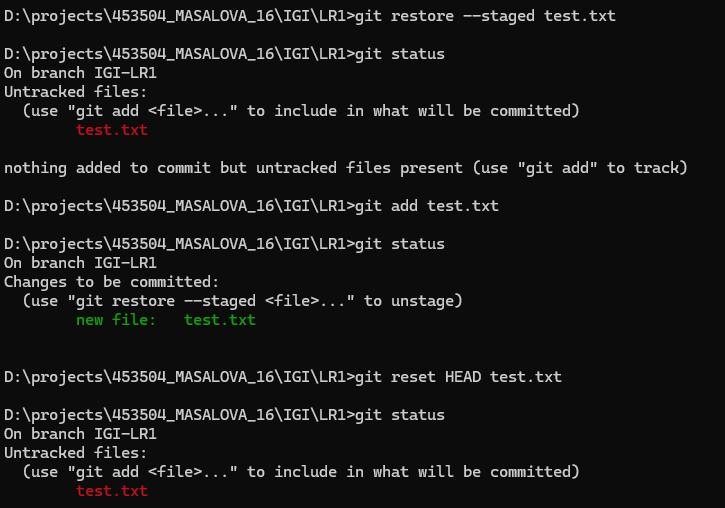 D:\projects\453504_MASALOVA_16\IGI\LR1>git restore --staged test.txt
D:\projects\453504_MASALOVA_16\IGI\LR1>git status
On branch IGI-LR1
Untracked files:
  (use "git add <file>..." to include in what will be committed)
        test.txt
nothing added to commit but untracked files present (use "git add" to track)
D:\projects\453504_MASALOVA_16\IGI\LR1>git add test.txt
D:\projects\453504_MASALOVA_16\IGI\LR1>git status
On branch IGI-LR1
Changes to be committed:
  (use "git restore --staged <file>..." to unstage)
        new file:   test.txt
D:\projects\453504_MASALOVA_16\IGI\LR1>git reset HEAD test.txt
D:\projects\453504_MASALOVA_16\IGI\LR1>git status
On branch IGI-LR1
Untracked files:
  (use "git add <file>..." to include in what will be committed)
        test.txt